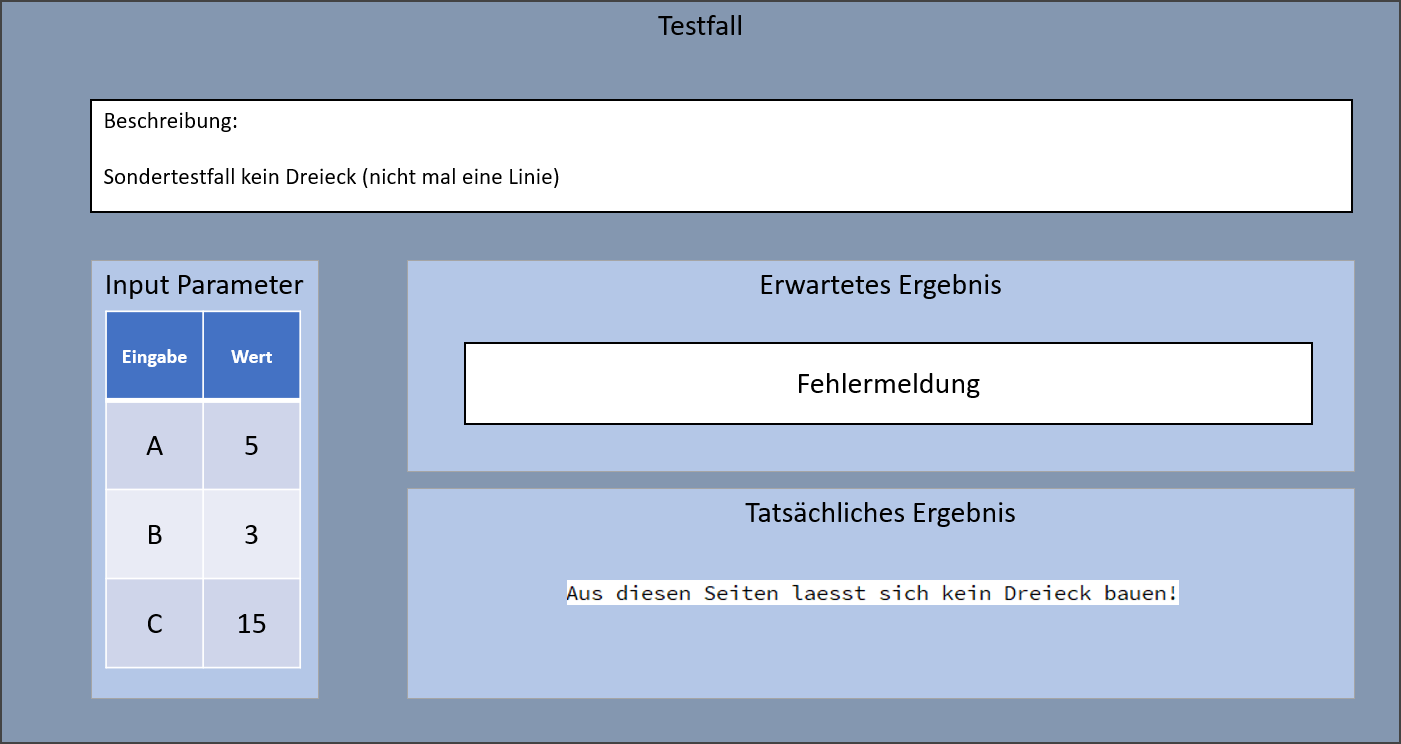 Testfall
Beschreibung:
Sondertestfall kein Dreieck (nicht mal eine Linie)
Input Parameter
Eingabe Wert
A 5
B 3
C 15
Erwartetes Ergebnis
Fehlermeldung
Tatsächliches Ergebnis
Aus diesen Seiten laesst sich kein Dreieck bauen!